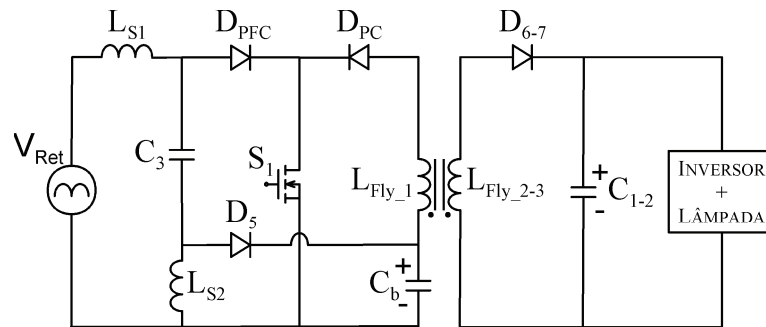 L_S1
D_PFC
D_PC
D_6-7
V_Ret
C_3
S_1
L_Fly_1
L_Fly_2-3
+
C_1-2
-
INVERSOR
+
LÂMPADA
D_5
L_S2
C_b
+
-